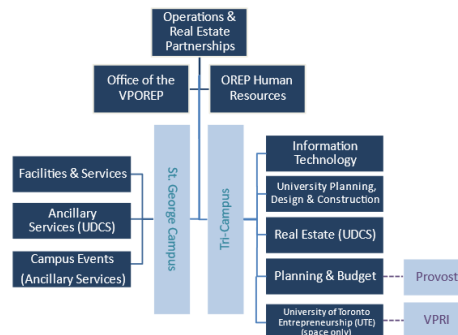 Operations &
Real Estate
Partnerships
Office of the
VPOREP
OREP Human
Resources
St. George Campus
Tri-Campus
Facilities & Services
Ancillary
Services (UDCS)
Campus Events
(Ancillary Services)
Information
Technology
University Planning,
Design & Construction
Real Estate (UDCS)
Planning & Budget
Provost
University of Toronto
Entrepreneurship (UTE)
(space only)
VPRI